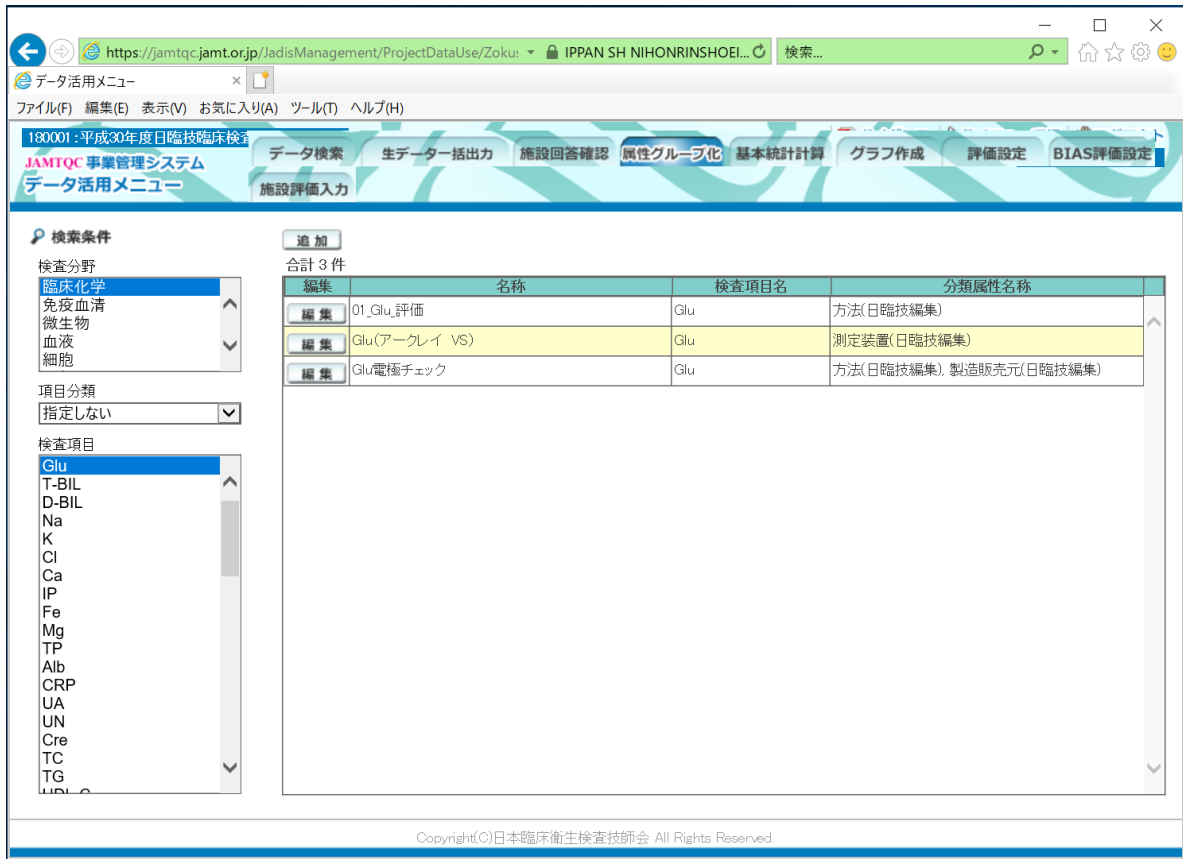 https://jamtqc.jamt.or.jp/JadisManagement/ProjectDataUse/Zoku: IPPAN SH NIHONRINSHOEI... 検索...
データ活用メニュー
ファイル(F) 編集(E) 表示(V) お気に入り(A) ツール(T) ヘルプ(H)
180001:平成30年度日臨技臨床検査
JAMTQC 事業管理システム
データ活用メニュー
データ検索 生データ一括出力 施設回答確認 属性グループ化 基本統計計算 グラフ作成 評価設定 BIAS評価設定
施設評価入力
検索条件
検査分野
臨床化学
免疫血清
微生物
血液
細胞
項目分類
指定しない
検査項目
Glu
T-BIL
D-BIL
Na
K
Cl
Ca
IP
Fe
Mg
TP
Alb
CRP
UA
UN
Cre
TC
TG
追加
合計 3 件
編集 名称 検査項目名 分類属性名称
編集 01_Glu_評価 Glu 方法(日臨技編集)
編集 Glu(アークレイ VS) Glu 測定装置(日臨技編集)
編集 Glu電極チェック Glu 方法(日臨技編集), 製造販売元(日臨技編集)
Copyright(C)日本臨床衛生検査技師会 All Rights Reserved.